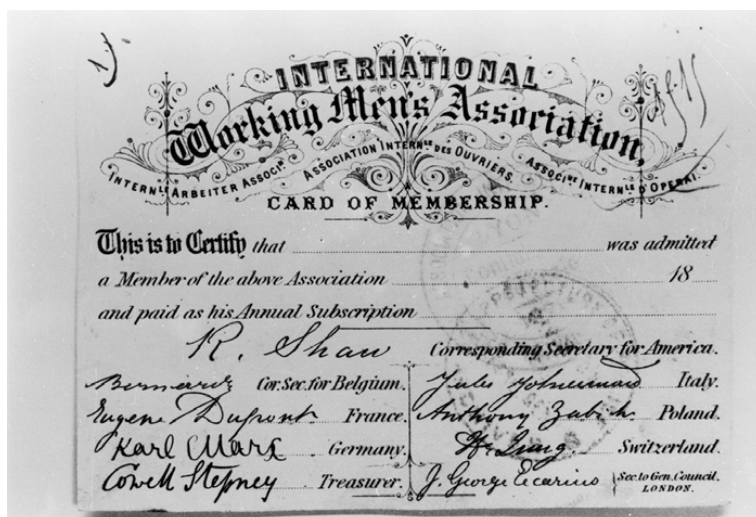 INTERNATIONAL
Working Men's Association,
INTERNLE ARBEITER ASSOCN. ASSOCIATION INTERNLE DES OUVRIERS. ASSOCINE INTERNLE D'OPERAI.
CARD OF MEMBERSHIP.
This is to Certify that was admitted
a Member of the above Association 18
and paid as his Annual Subscription
R. Shaw Corresponding Secretary for America.
Bernard Cor. Sec. for Belgium. Jules Johannard Italy.
Eugene Dupont France. Anthony Zabicki Poland.
Karl Marx Germany. H. Jung Switzerland.
Cowell Stepney Treasurer. J. George Eccarius Sec. to Gen. Council.
LONDON.